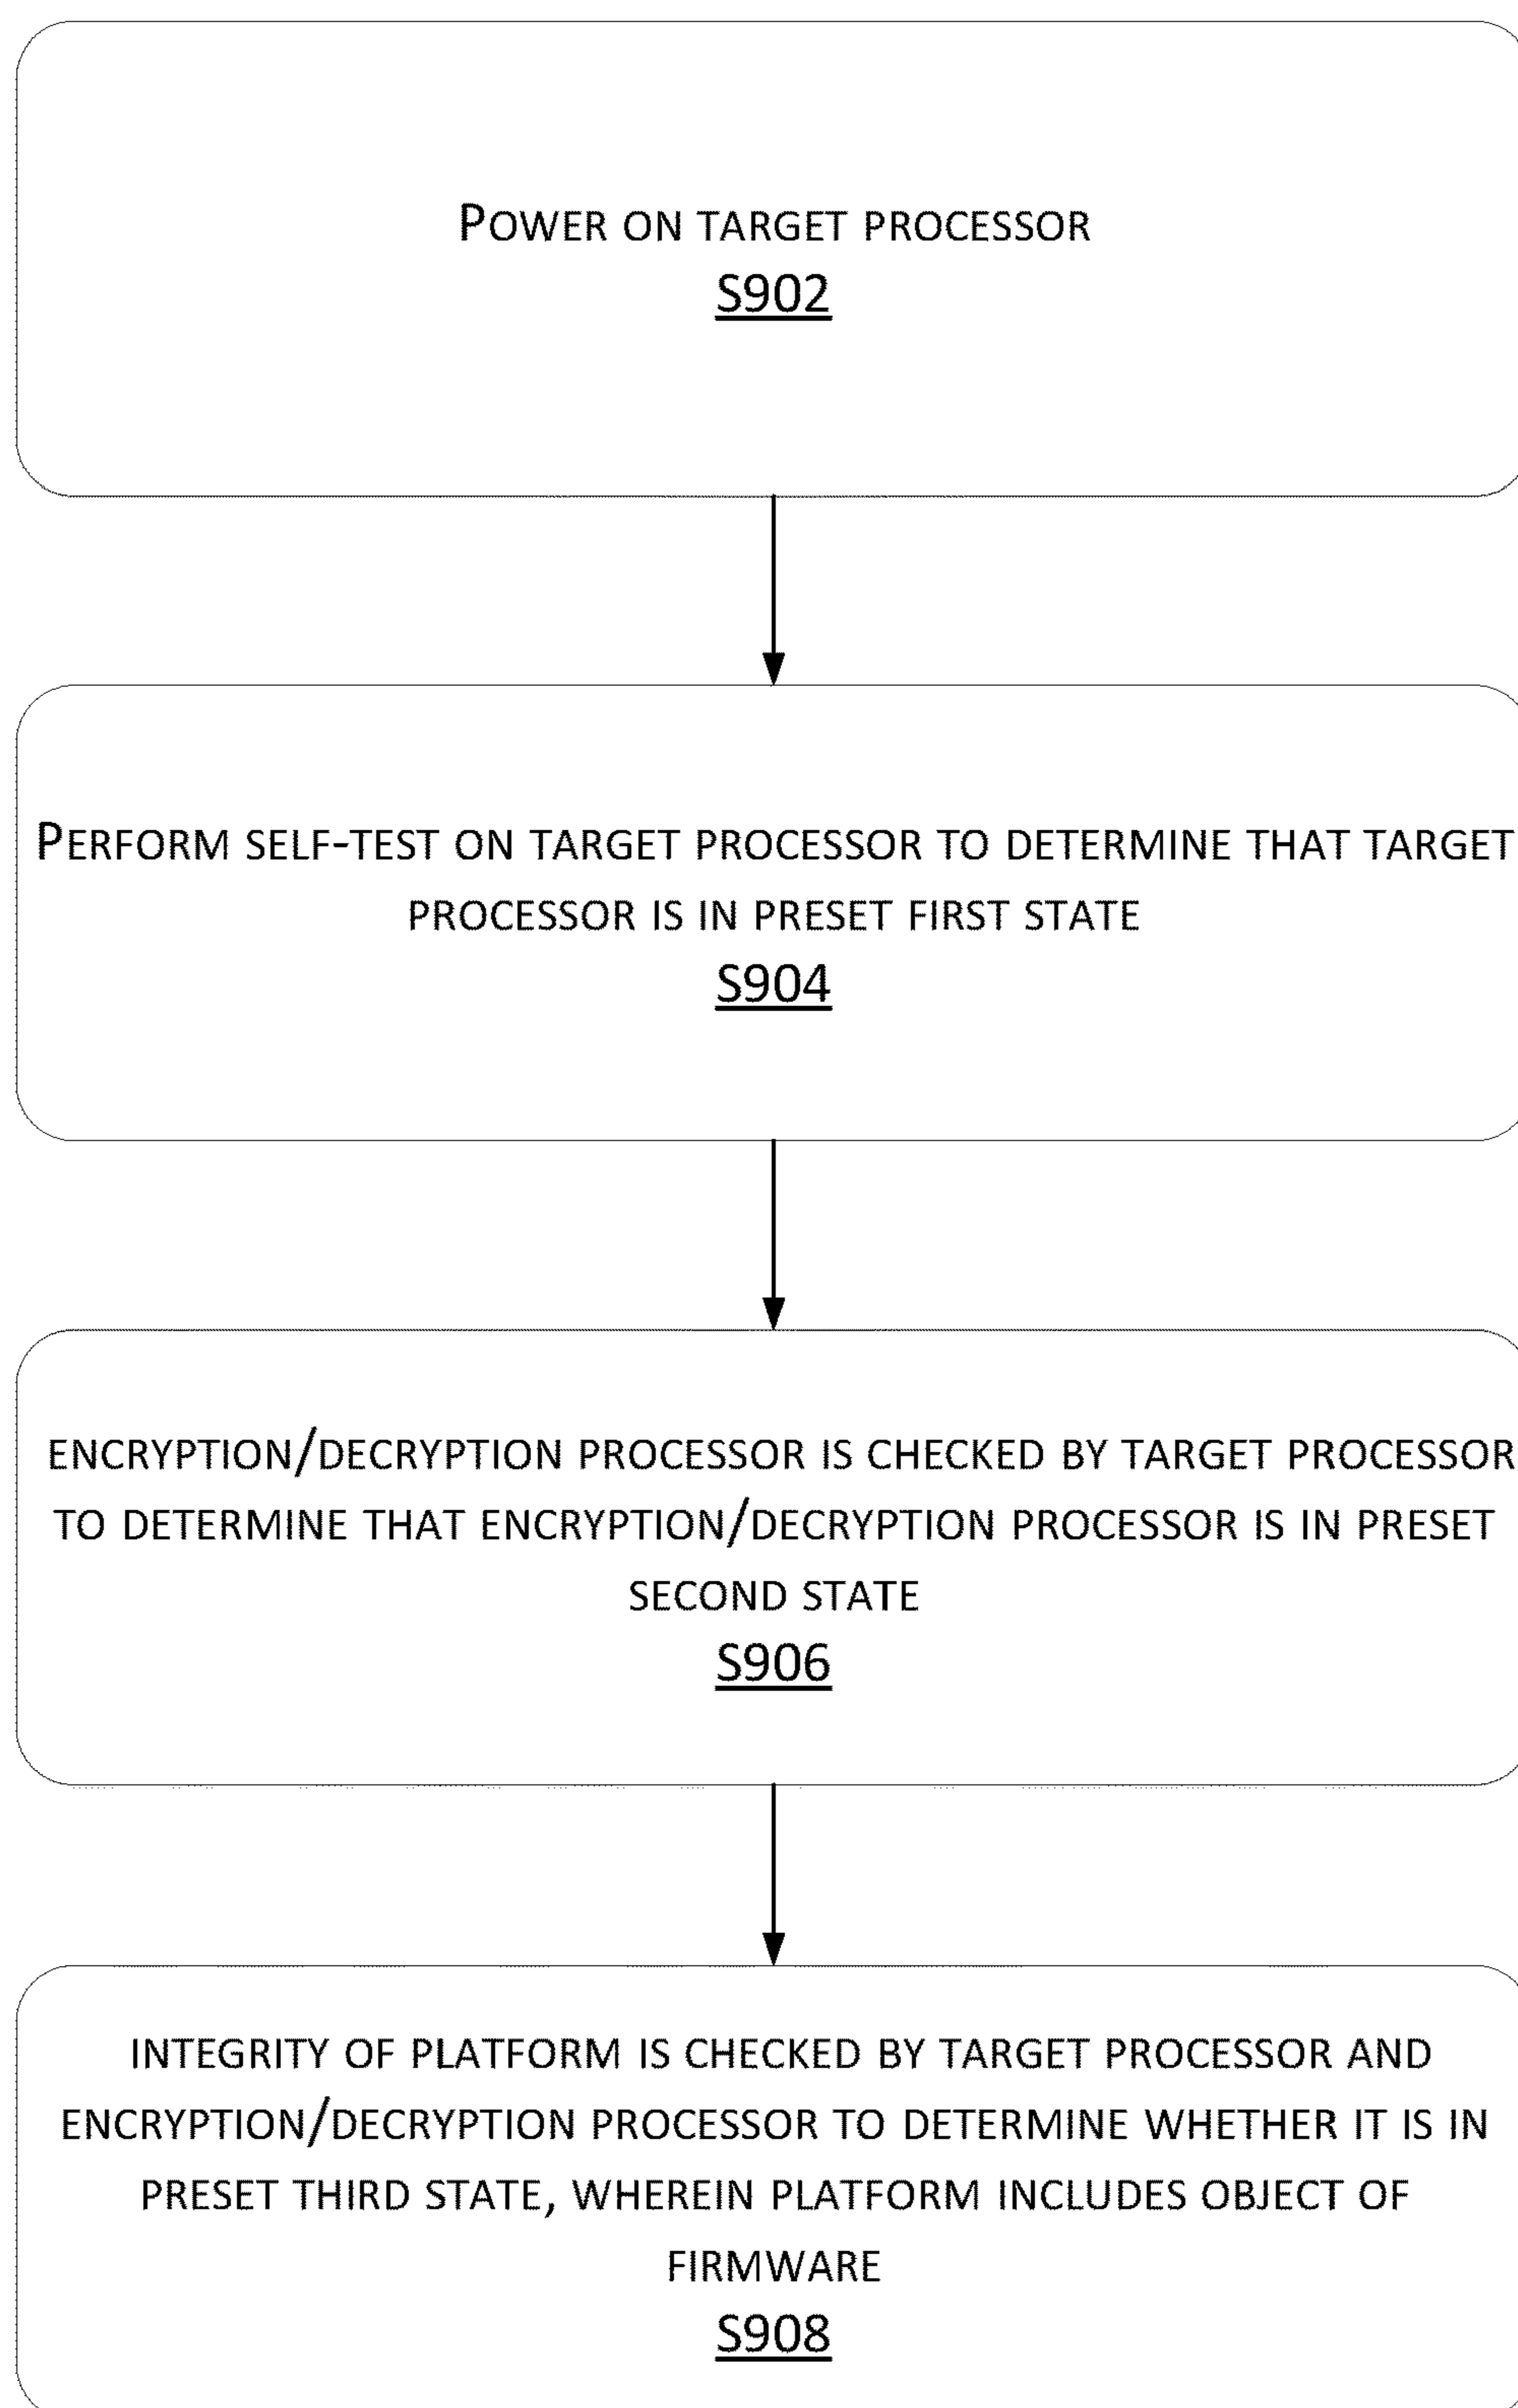 POWER ON TARGET PROCESSOR
S902
PERFORM SELF-TEST ON TARGET PROCESSOR TO DETERMINE THAT TARGET
PROCESSOR IS IN PRESET FIRST STATE
S904
ENCRYPTION/DECRYPTION PROCESSOR IS CHECKED BY TARGET PROCESSOR
TO DETERMINE THAT ENCRYPTION/DECRYPTION PROCESSOR IS IN PRESET
SECOND STATE
S906
INTEGRITY OF PLATFORM IS CHECKED BY TARGET PROCESSOR AND
ENCRYPTION/DECRYPTION PROCESSOR TO DETERMINE WHETHER IT IS IN
PRESET THIRD STATE, WHEREIN PLATFORM INCLUDES OBJECT OF
FIRMWARE
S908